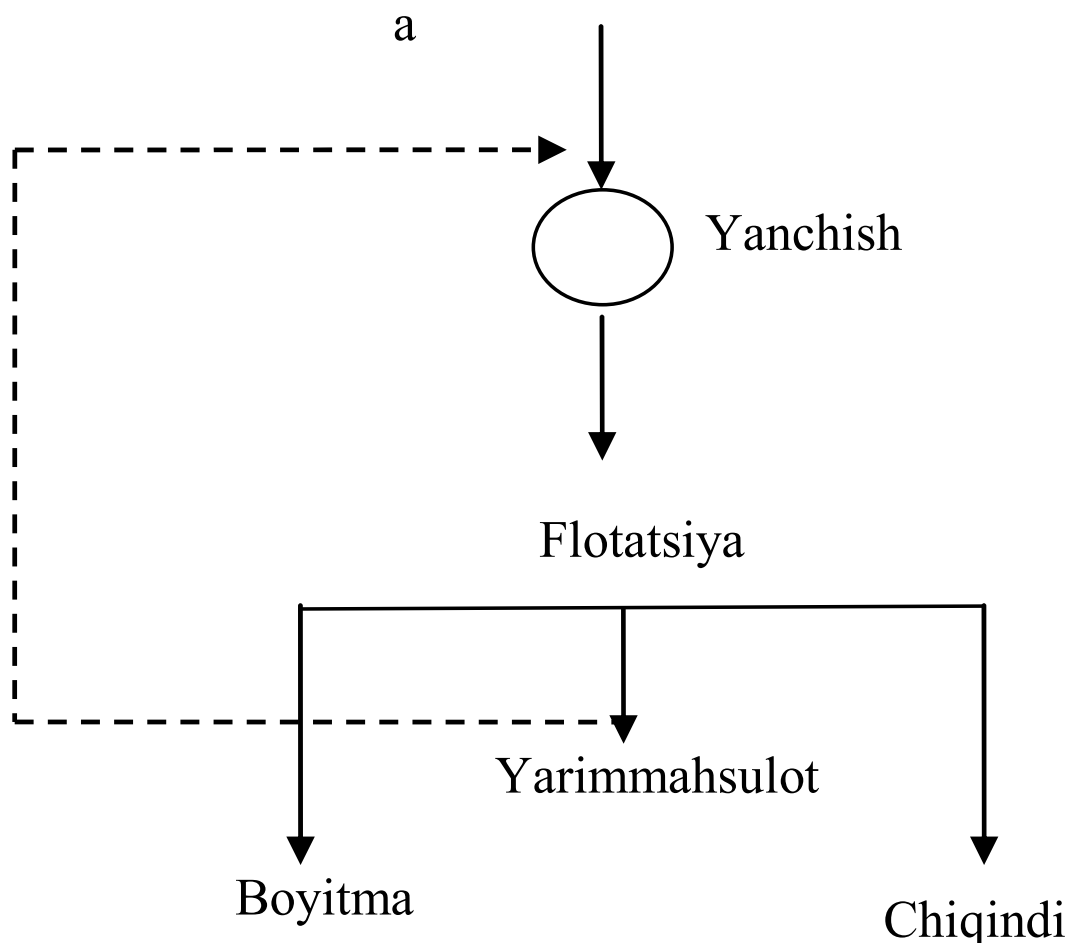 a
Yanchish
Flotatsiya
Yarimmahsulot
Boyitma
Chiqindi